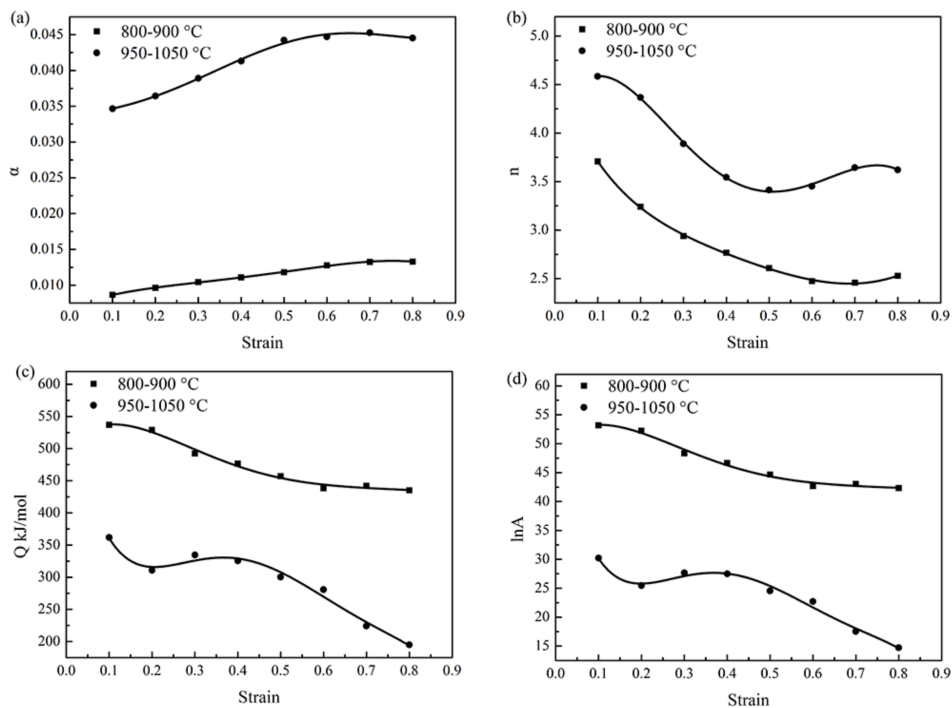 (a)
800-900 °C
950-1050 °C
0.045
0.040
0.035
0.030
0.025
0.020
0.015
0.010
α
0.0 0.1 0.2 0.3 0.4 0.5 0.6 0.7 0.8 0.9
Strain
(b)
800-900 °C
950-1050 °C
5.0
4.5
4.0
3.5
3.0
2.5
n
0.0 0.1 0.2 0.3 0.4 0.5 0.6 0.7 0.8 0.9
Strain
(c)
800-900 °C
950-1050 °C
600
550
500
450
400
350
300
250
200
Q kJ/mol
0.0 0.1 0.2 0.3 0.4 0.5 0.6 0.7 0.8 0.9
Strain
(d)
800-900 °C
950-1050 °C
60
55
50
45
40
35
30
25
20
15
lnA
0.0 0.1 0.2 0.3 0.4 0.5 0.6 0.7 0.8 0.9
Strain